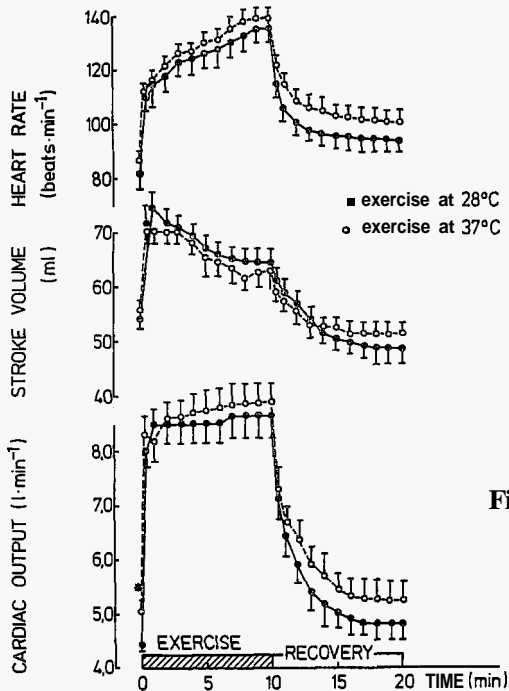 140
120
100
80
HEART RATE
(beats·min⁻¹)
■ exercise at 28°C
○ exercise at 37°C
70
60
50
40
STROKE VOLUME
(ml)
8,0
7,0
6,0
5,0
4,0
CARDIAC OUTPUT (l·min⁻¹)
*
Fi
EXERCISE
RECOVERY
0 5 10 15 20 TIME (min)